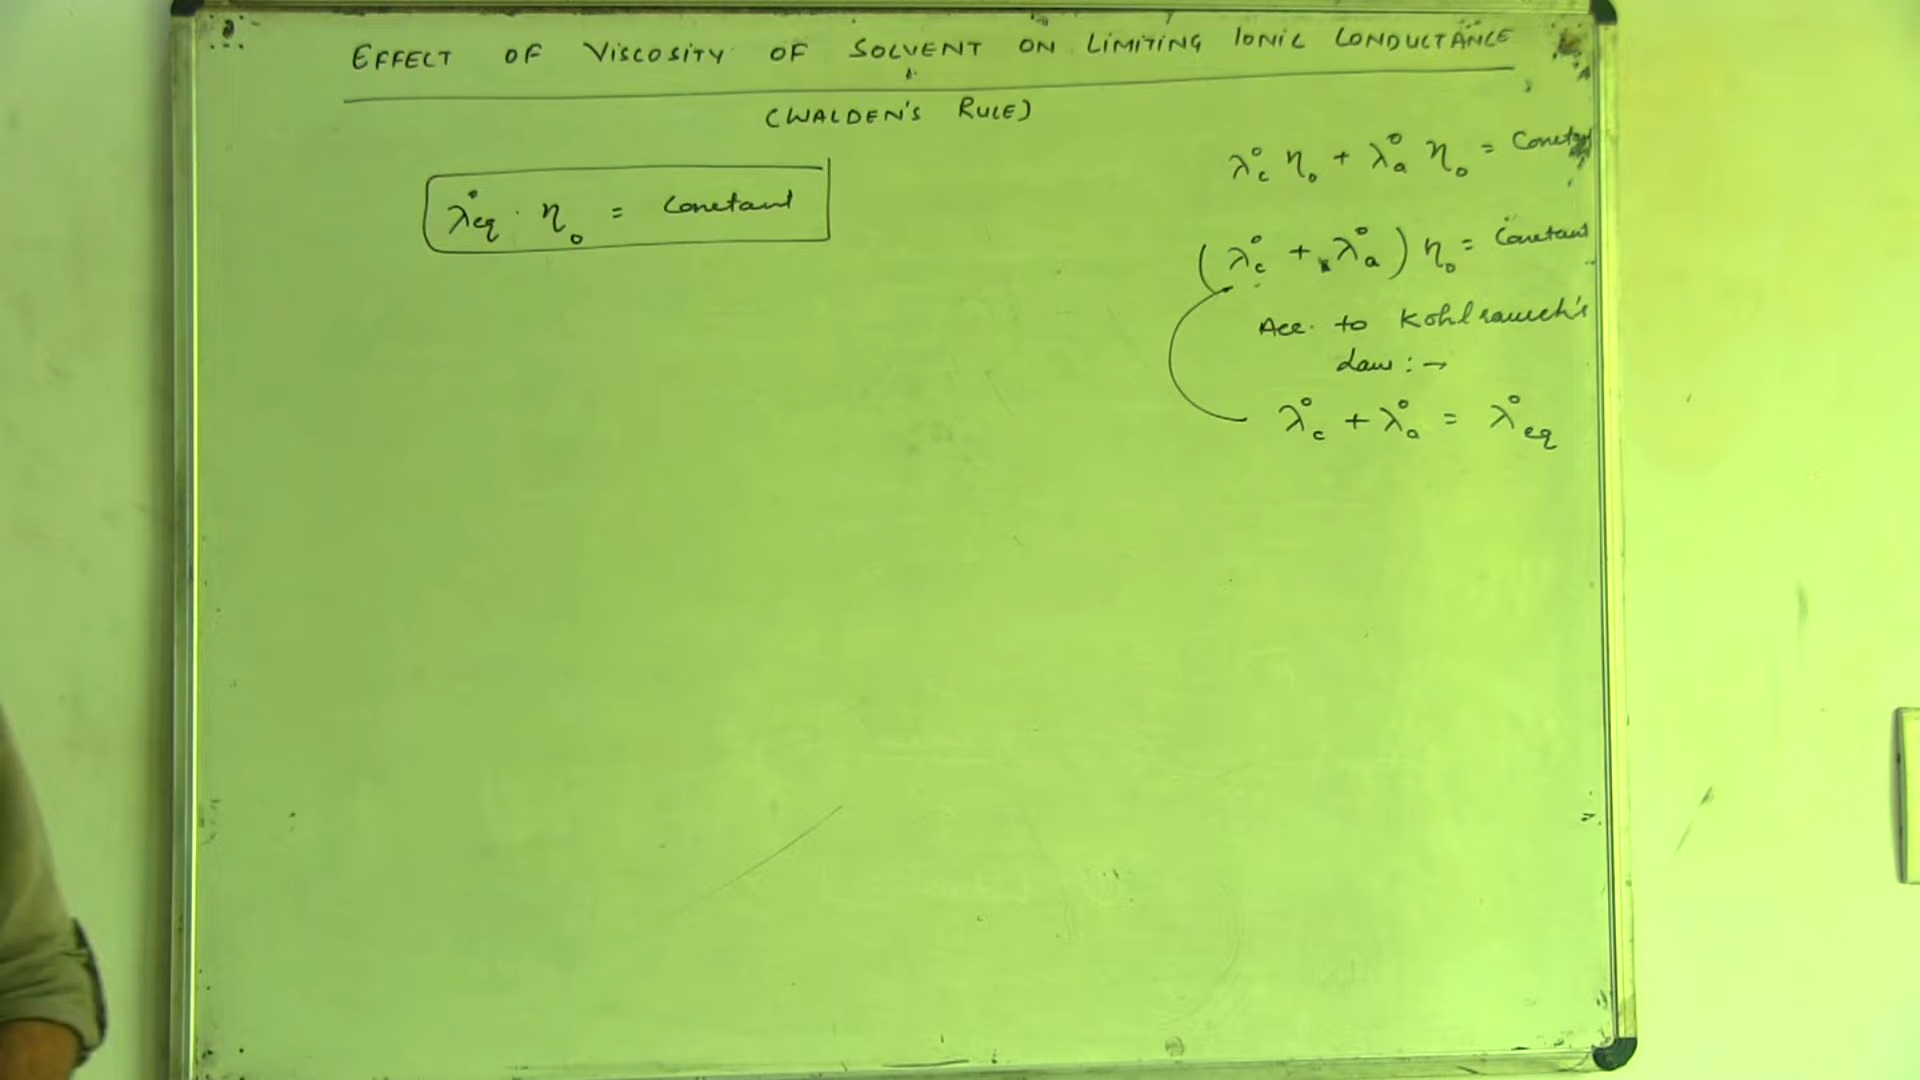 EFFECT OF VISCOSITY OF SOLVENT ON LIMITING IONIC CONDUCTANCE
(WALDEN'S RULE)
λ°eq · η₀ = Constant
λ°c η₀ + λ°a η₀ = Constant
(λ°c + λ°a) η₀ = Constant
Acc. to Kohlrausch's
Law : →
λ°c + λ°a = λ°eq